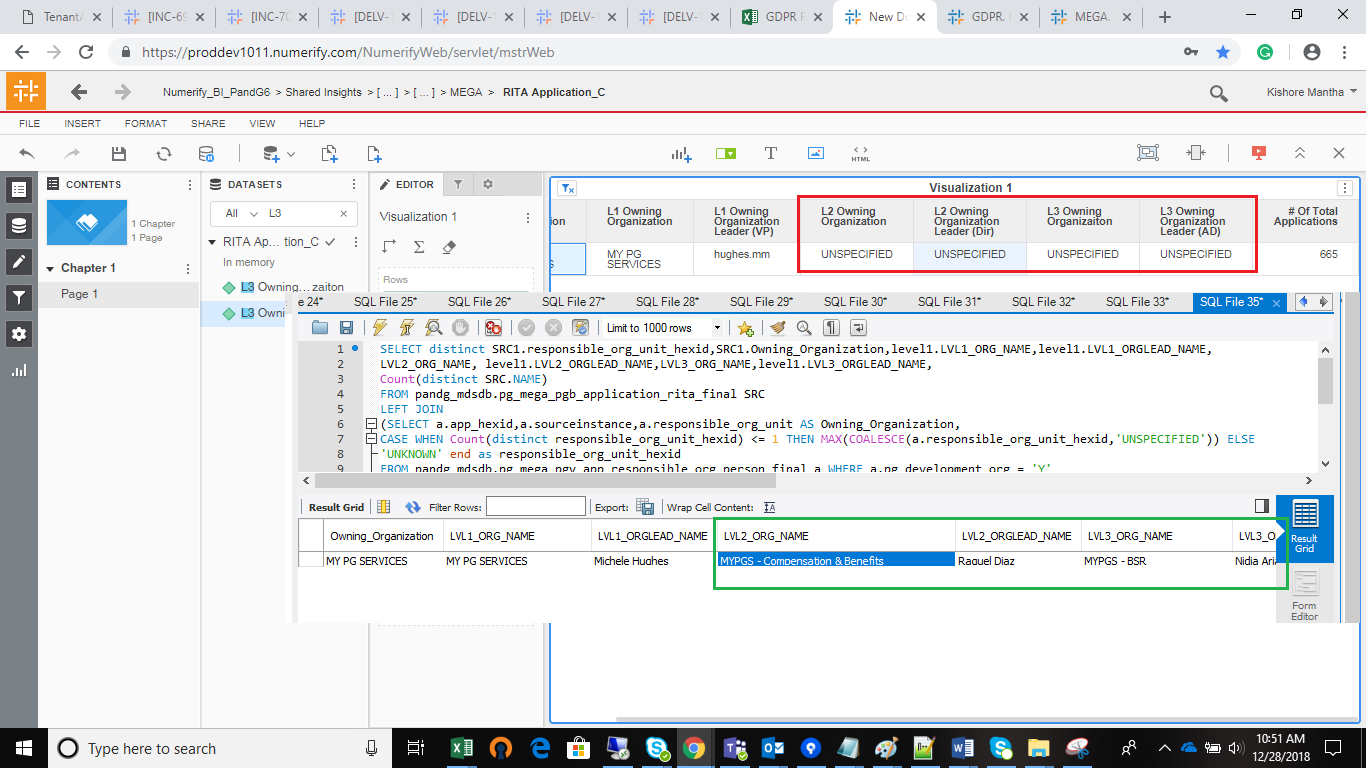 TenantA
[INC-69
[INC-70
[DELV-1
[DELV-1
[DELV-1
[DELV-1
GDPR R
New Do
GDPR.
MEGA.
https://proddev1011.numerify.com/NumerifyWeb/servlet/mstrWeb
Numerify_BI_PandG6 > Shared Insights > [ ... ] > [ ... ] > MEGA > RITA Application_C
Kishore Mantha
FILE INSERT FORMAT SHARE VIEW HELP
HTML
CONTENTS
1 Chapter
1 Page
Chapter 1
Page 1
DATASETS
All L3
RITA Ap... tion_C
In memory
L3 Owning... zaiton
L3 Owni
EDITOR
Visualization 1
Rows
Visualization 1
on
L1 Owning Organization
L1 Owning Organization Leader (VP)
L2 Owning Organization
L2 Owning Organization Leader (Dir)
L3 Owning Organizaiton
L3 Owning Organization Leader (AD)
# Of Total Applications
S
MY PG SERVICES
hughes.mm
UNSPECIFIED
UNSPECIFIED
UNSPECIFIED
UNSPECIFIED
665
e 24* SQL File 25* SQL File 26* SQL File 27* SQL File 28* SQL File 29* SQL File 30* SQL File 31* SQL File 32* SQL File 33* SQL File 35*
Limit to 1000 rows
1 SELECT distinct SRC1.responsible_org_unit_hexid,SRC1.Owning_Organization,level1.LVL1_ORG_NAME,level1.LVL1_ORGLEAD_NAME,
2 LVL2_ORG_NAME, level1.LVL2_ORGLEAD_NAME,LVL3_ORG_NAME,level1.LVL3_ORGLEAD_NAME,
3 Count(distinct SRC.NAME)
4 FROM pandg_mdsdb.pg_mega_pgb_application_rita_final SRC
5 LEFT JOIN
6 (SELECT a.app_hexid,a.sourceinstance,a.responsible_org_unit AS Owning_Organization,
7 CASE WHEN Count(distinct responsible_org_unit_hexid) <= 1 THEN MAX(COALESCE(a.responsible_org_unit_hexid,'UNSPECIFIED')) ELSE
8 'UNKNOWN' end as responsible_org_unit_hexid
9 FROM pandg_mdsdb.pg_mega_pgv_app_responsible_org_person_final a WHERE a.pg_development_org = 'Y'
Result Grid Filter Rows: Export: Wrap Cell Content:
Owning_Organization LVL1_ORG_NAME LVL1_ORGLEAD_NAME LVL2_ORG_NAME LVL2_ORGLEAD_NAME LVL3_ORG_NAME LVL3_O
MY PG SERVICES MY PG SERVICES Michele Hughes MYPGS - Compensation & Benefits Raquel Diaz MYPGS - BSR Nidia Aria
Result
Grid
Form
Editor
Type here to search
10:51 AM
12/28/2018